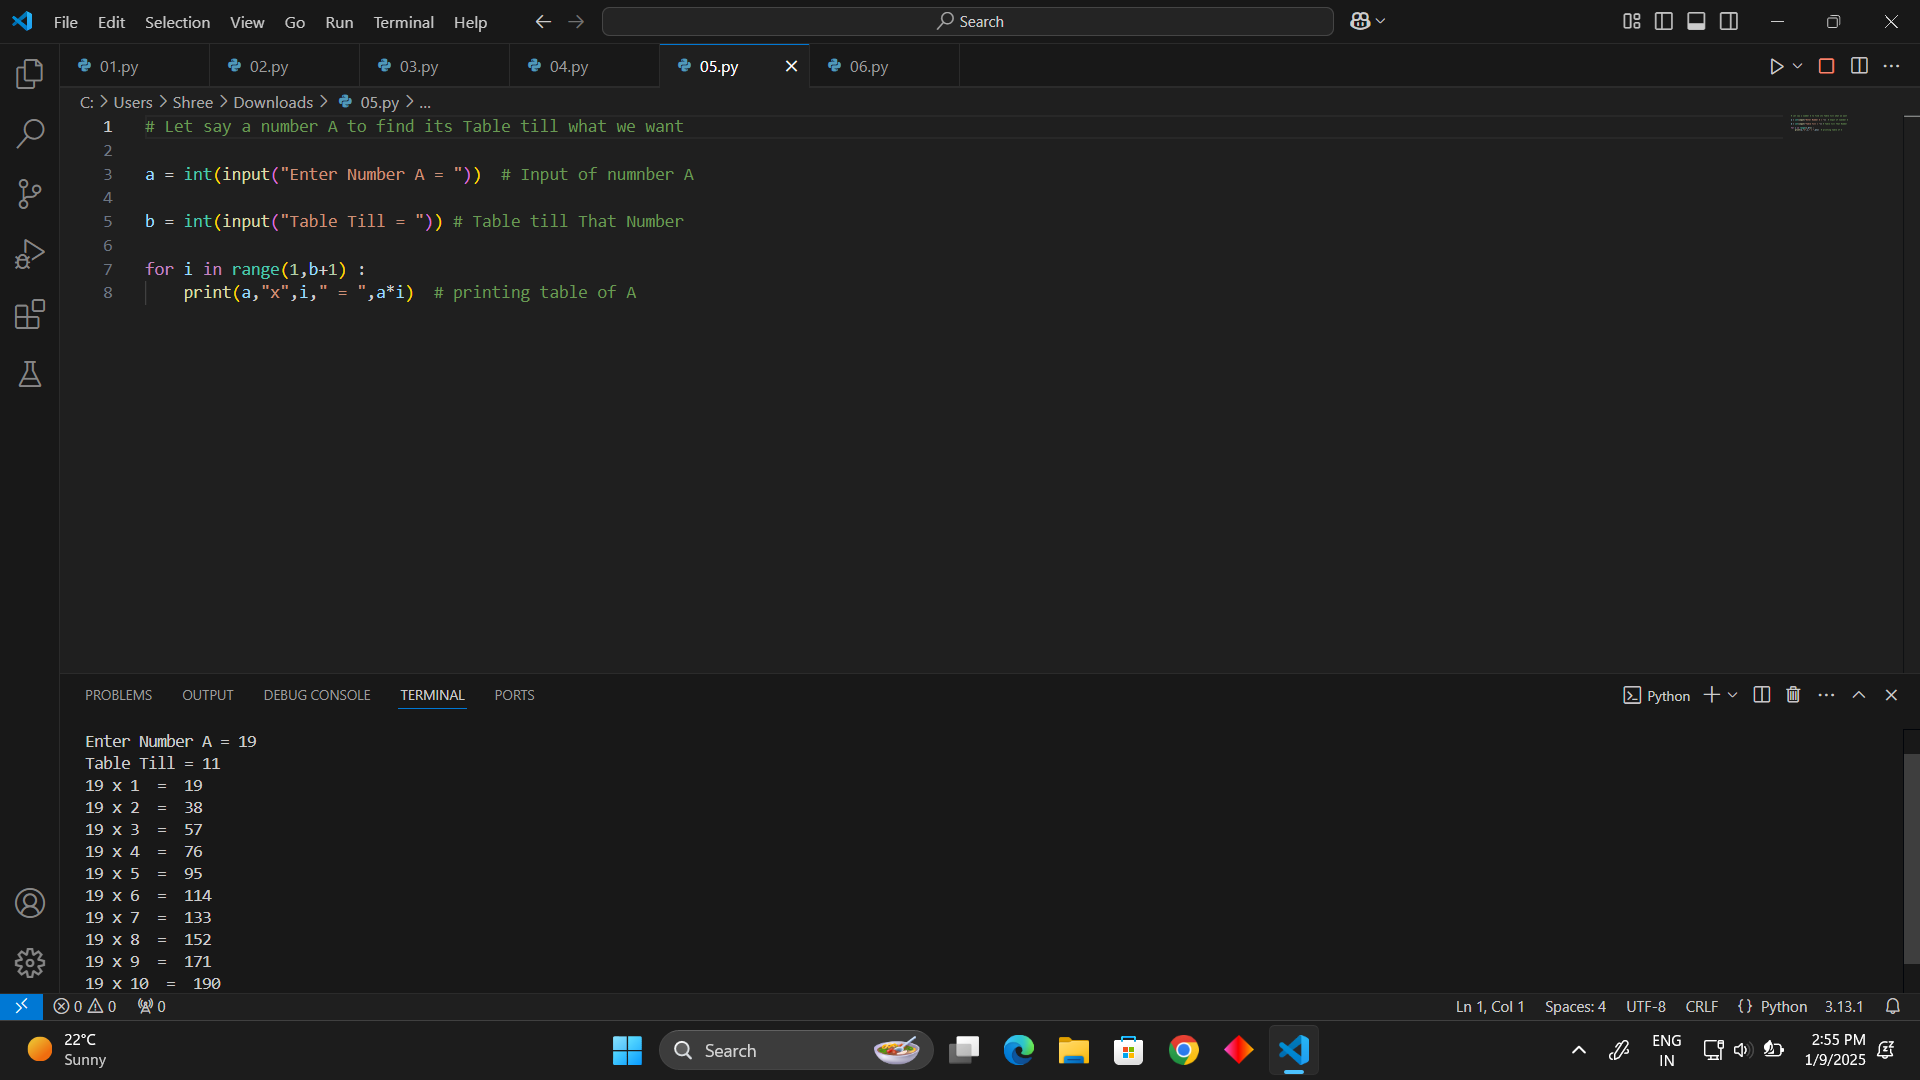 File Edit Selection View Go Run Terminal Help Search
01.py 02.py 03.py 04.py 05.py 06.py
C: > Users > Shree > Downloads > 05.py > ...
1 # Let say a number A to find its Table till what we want
2
3 a = int(input("Enter Number A = "))  # Input of numnber A
4
5 b = int(input("Table Till = ")) # Table till That Number
6
7 for i in range(1,b+1) :
8     print(a,"x",i," = ",a*i)  # printing table of A
PROBLEMS OUTPUT DEBUG CONSOLE TERMINAL PORTS Python
Enter Number A = 19
Table Till = 11
19 x 1  =  19
19 x 2  =  38
19 x 3  =  57
19 x 4  =  76
19 x 5  =  95
19 x 6  =  114
19 x 7  =  133
19 x 8  =  152
19 x 9  =  171
19 x 10  =  190
0 0 0 Ln 1, Col 1 Spaces: 4 UTF-8 CRLF {} Python 3.13.1
22°C
Sunny
Search
ENG
IN
2:55 PM
1/9/2025